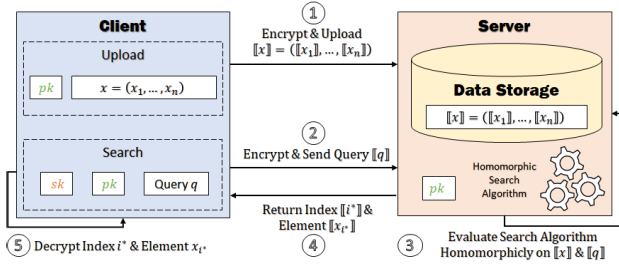 Client
Upload
pk
x = (x₁, … , xₙ)
Search
sk
pk
Query q
①
Encrypt & Upload
⟦x⟧ = (⟦x₁⟧, … , ⟦xₙ⟧)
②
Encrypt & Send Query ⟦q⟧
Return Index ⟦i*⟧ &
Element ⟦xᵢ*⟧
④
Server
Data Storage
⟦x⟧ = (⟦x₁⟧, … , ⟦xₙ⟧)
pk
Homomorphic
Search
Algorithm
⑤ Decrypt Index i* & Element xᵢ*
③ Evaluate Search Algorithm
Homomorphicly on ⟦x⟧ & ⟦q⟧